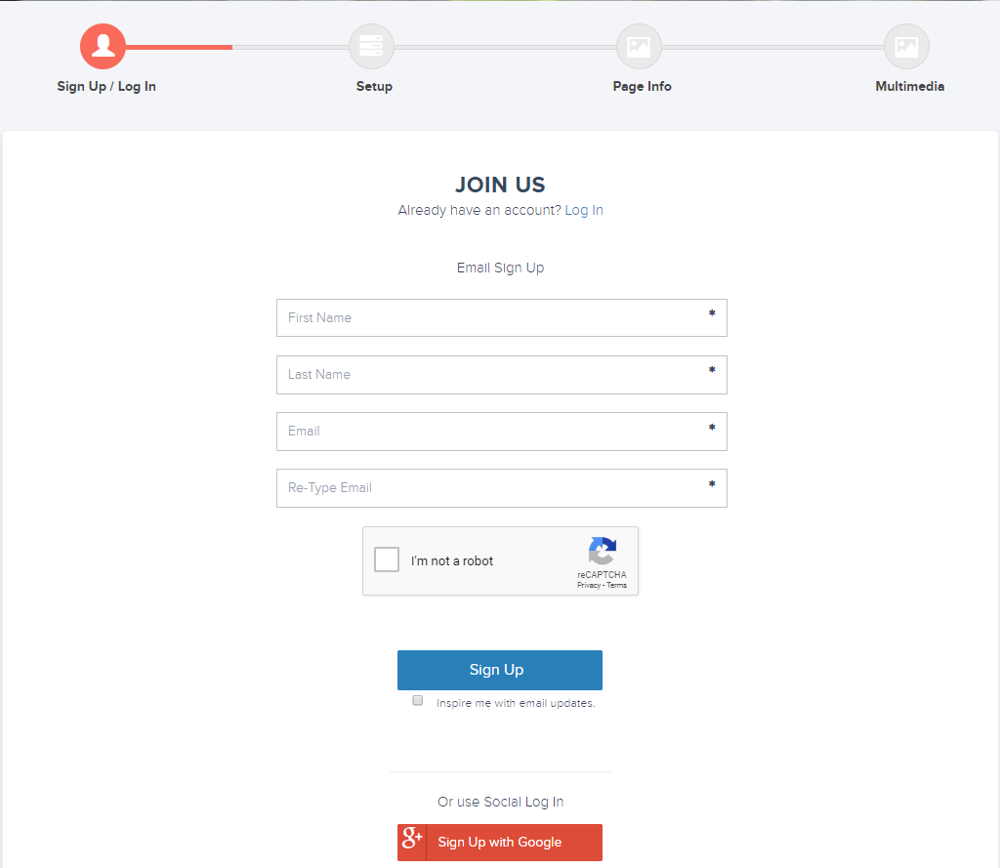 Sign Up / Log In
Setup
Page Info
Multimedia
JOIN US
Already have an account? Log In
Email Sign Up
First Name *
Last Name *
Email *
Re-Type Email *
I'm not a robot
reCAPTCHA
Privacy - Terms
Sign Up
Inspire me with email updates.
Or use Social Log In
g+ Sign Up with Google